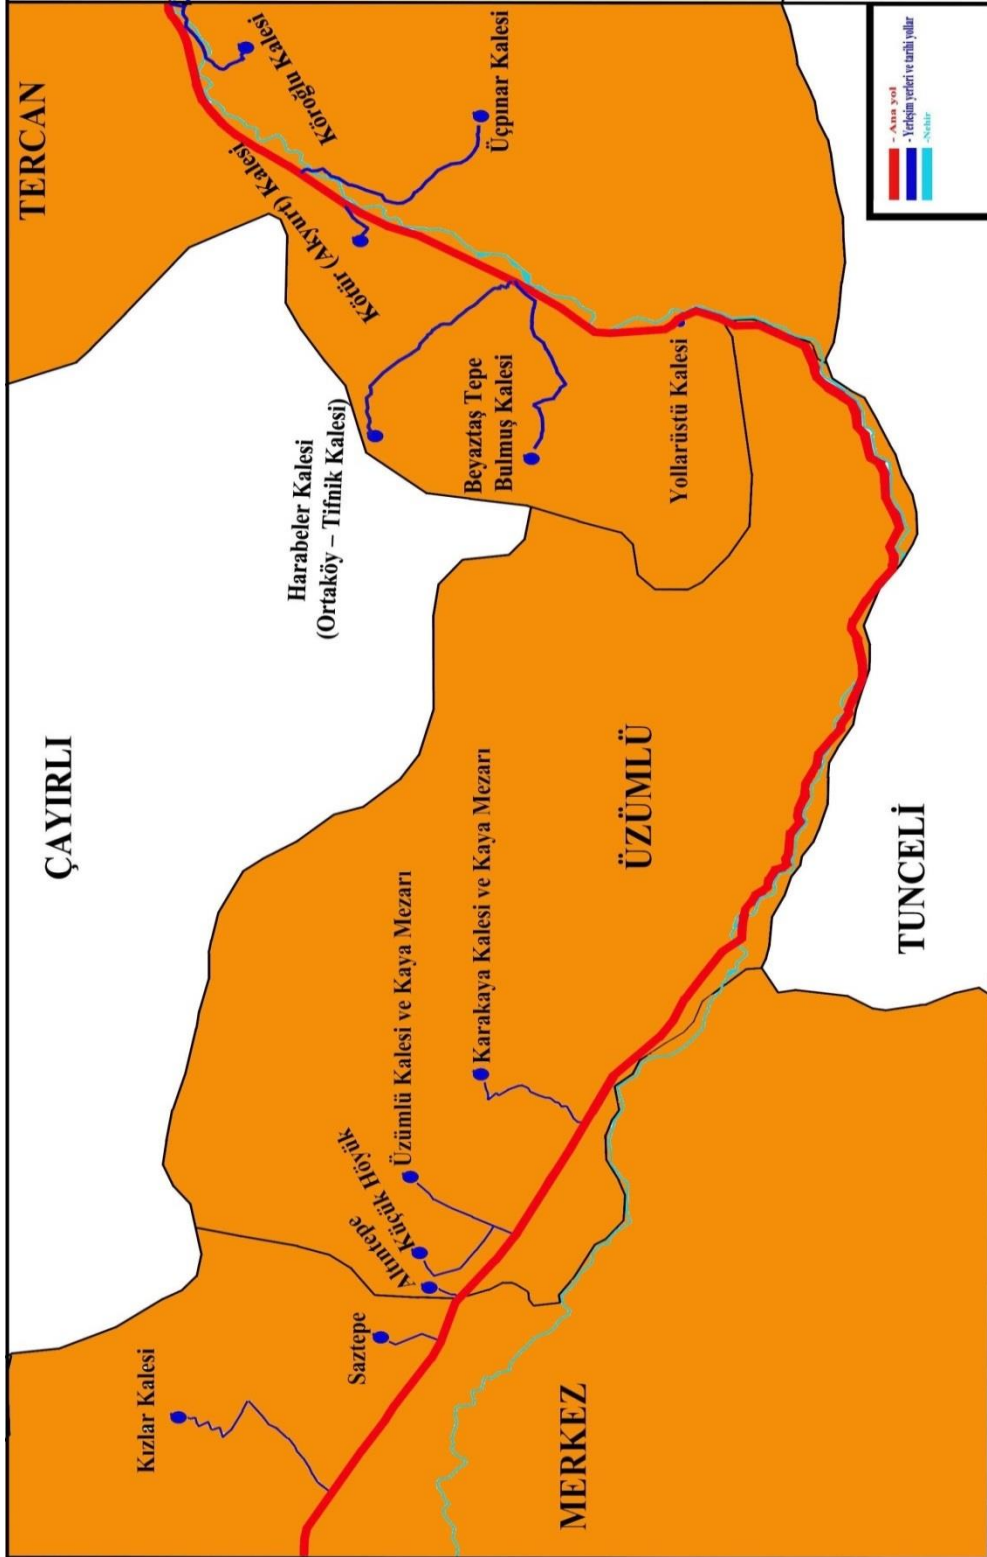 ÇAYIRLI
TERCAN
Kızlar Kalesi
Köroğlu Kalesi
Kötür (Akyurt) Kalesi
Üçpınar Kalesi
Harabeler Kalesi
(Ortaköy – Tifnik Kalesi)
Saztepe
Altıntepe
Küçük Höyük
Üzümlü Kalesi ve Kaya Mezarı
Karakaya Kalesi ve Kaya Mezarı
Beyaztaş Tepe
Bulmuş Kalesi
Yollarüstü Kalesi
MERKEZ
ÜZÜMLÜ
TUNCELİ
- Ana yol
- Yerleşim yerleri ve tarihi yollar
-Nehir